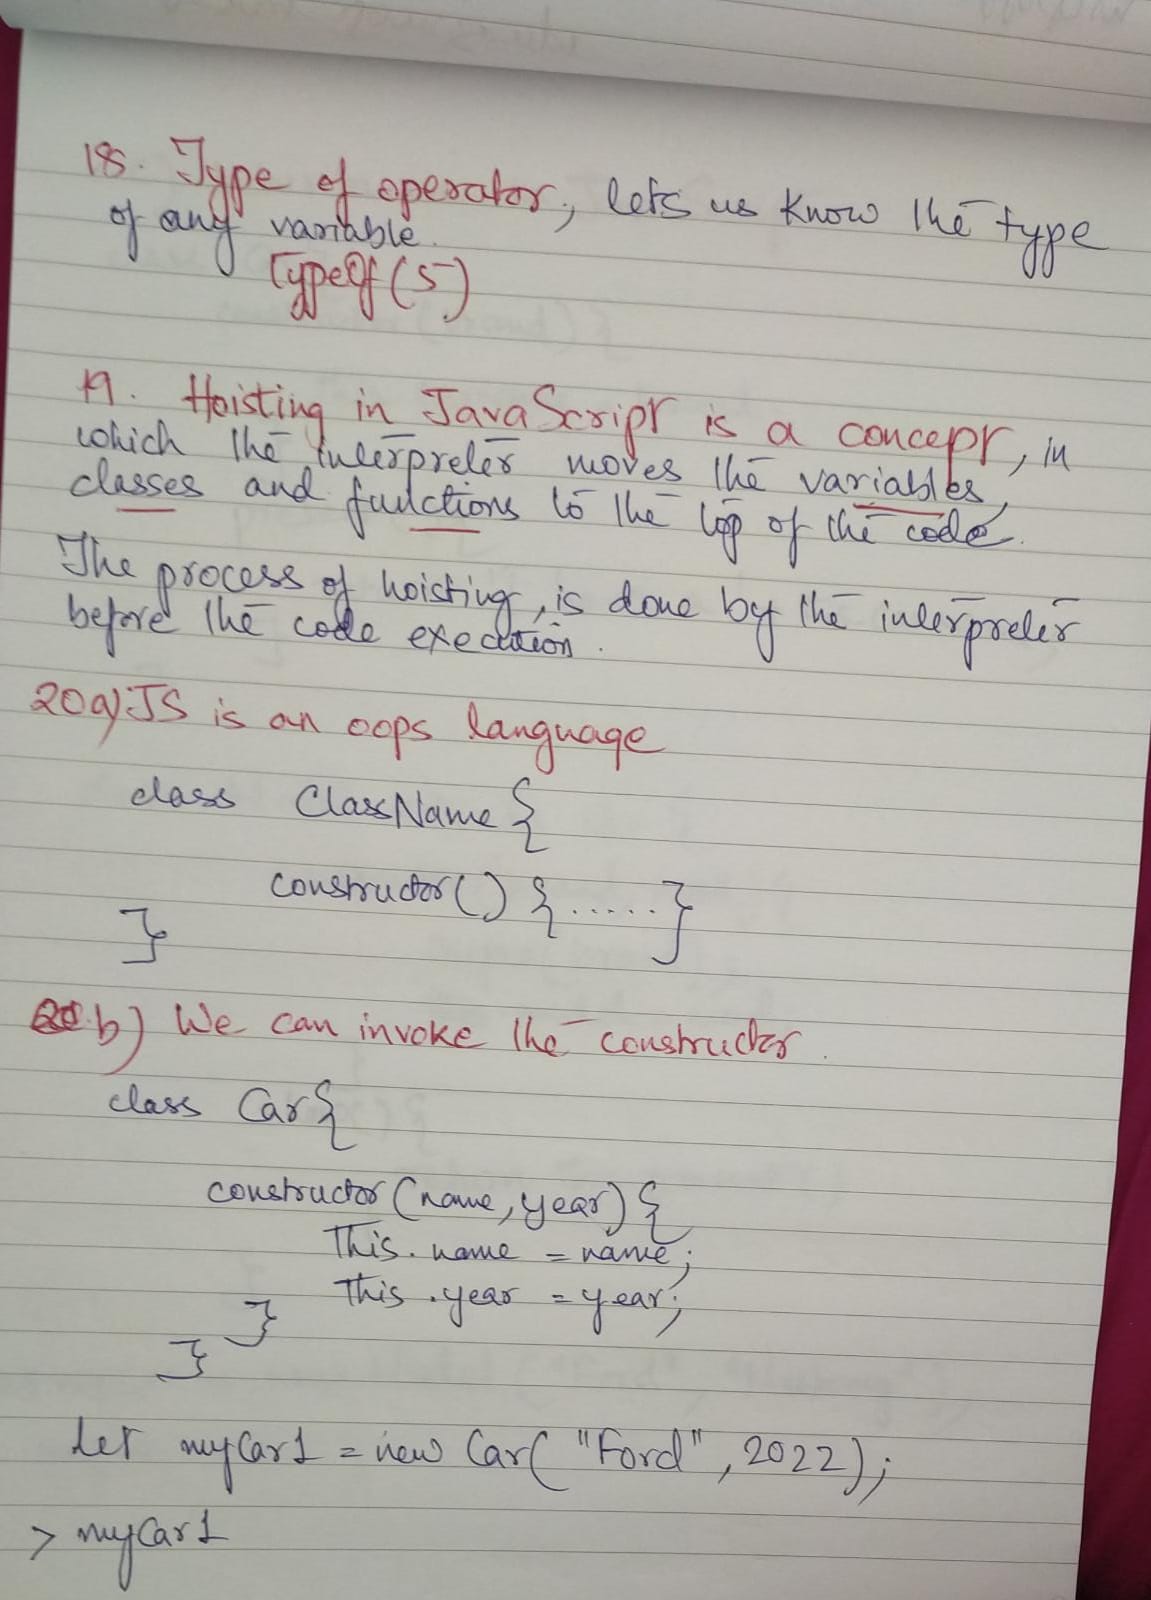 18. Type of operator, lets us know the type
of any variable.
TypeOf(5)
19. Hoisting in JavaScript is a concept, in
which the interpreter moves the variables,
classes and functions to the top of the code.
The process of hoisting, is done by the interpreter
before the code execution.
20a) JS is an oops language
class ClassName {
constructor() { ..... }
}
b) We can invoke the constructor.
class Car {
constructor (name, year) {
This. name = name;
This .year = year;
}
}
Let myCar1 = new Car( "Ford", 2022);
> myCar1